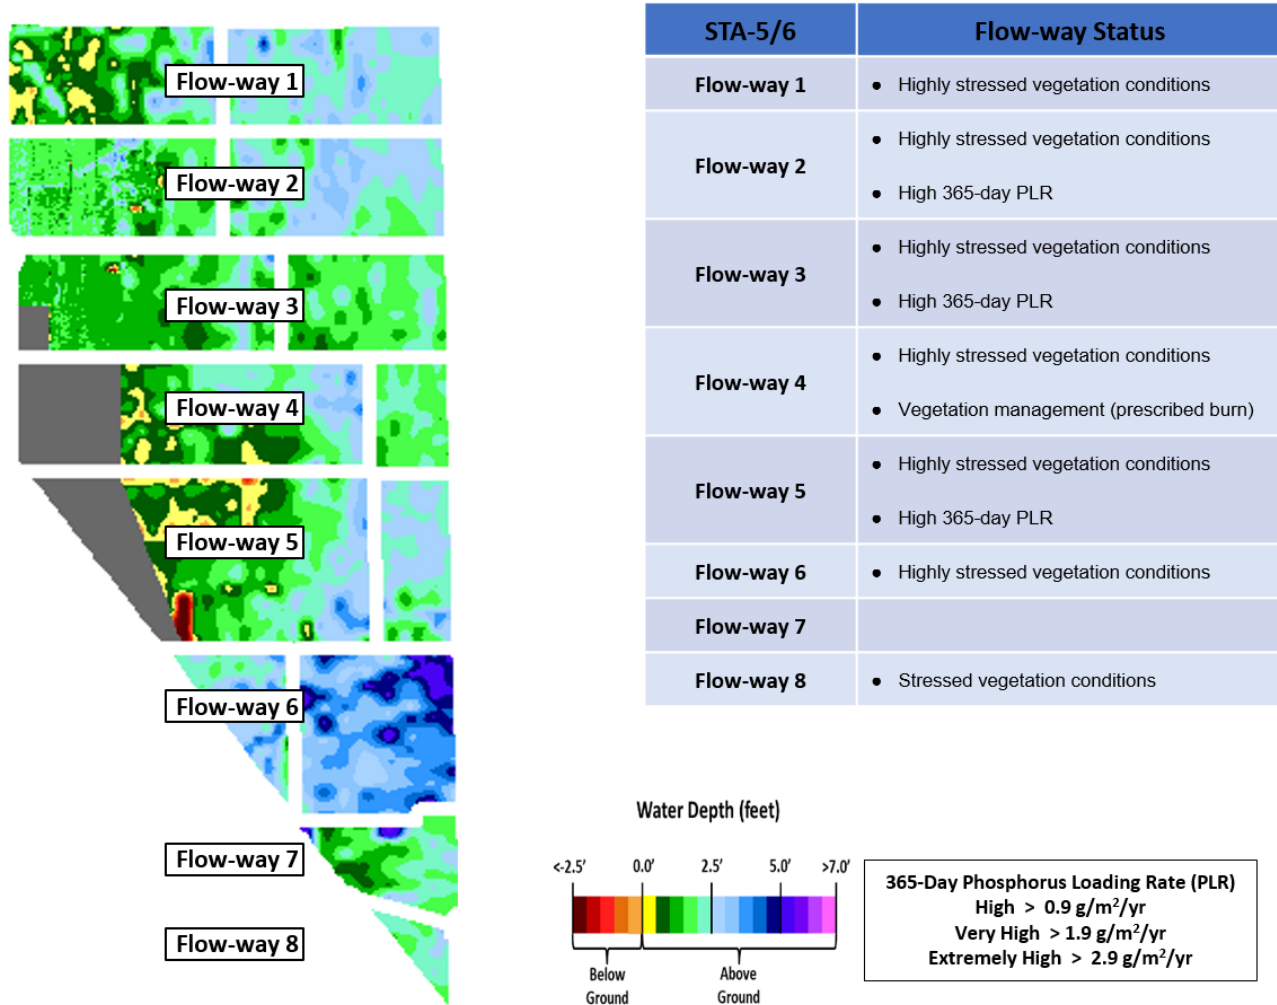 Flow-way 1
Flow-way 2
Flow-way 3
Flow-way 4
Flow-way 5
Flow-way 6
Flow-way 7
Flow-way 8
STA-5/6 Flow-way Status
Flow-way 1 ● Highly stressed vegetation conditions
Flow-way 2 ● Highly stressed vegetation conditions
● High 365-day PLR
Flow-way 3 ● Highly stressed vegetation conditions
● High 365-day PLR
Flow-way 4 ● Highly stressed vegetation conditions
● Vegetation management (prescribed burn)
Flow-way 5 ● Highly stressed vegetation conditions
● High 365-day PLR
Flow-way 6 ● Highly stressed vegetation conditions
Flow-way 7
Flow-way 8 ● Stressed vegetation conditions
Water Depth (feet)
<-2.5' 0.0' 2.5' 5.0' >7.0'
Below Ground
Above Ground
365-Day Phosphorus Loading Rate (PLR)
High > 0.9 g/m²/yr
Very High > 1.9 g/m²/yr
Extremely High > 2.9 g/m²/yr